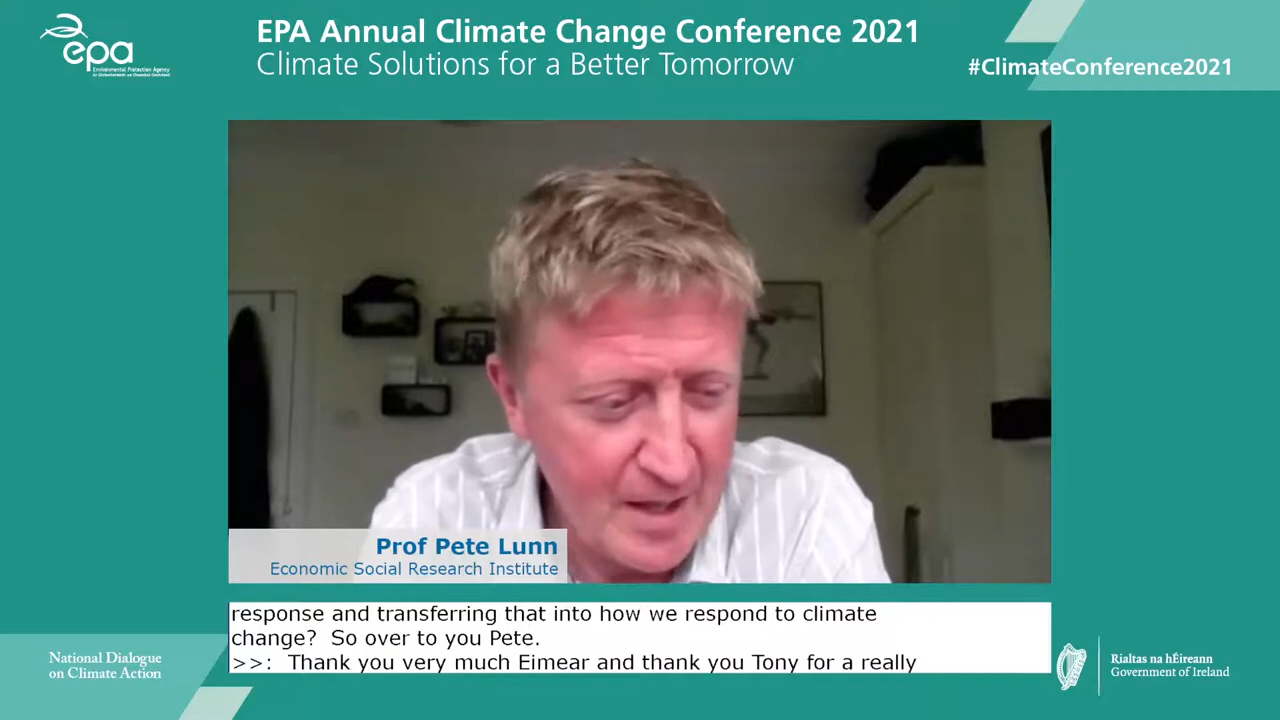 EPA Annual Climate Change Conference 2021
Climate Solutions for a Better Tomorrow
epa
Environmental Protection Agency
#ClimateConference2021
Prof Pete Lunn
Economic Social Research Institute
response and transferring that into how we respond to climate
change? So over to you Pete.
>>: Thank you very much Eimear and thank you Tony for a really
National Dialogue
on Climate Action
Rialtas na hÉireann
Government of Ireland